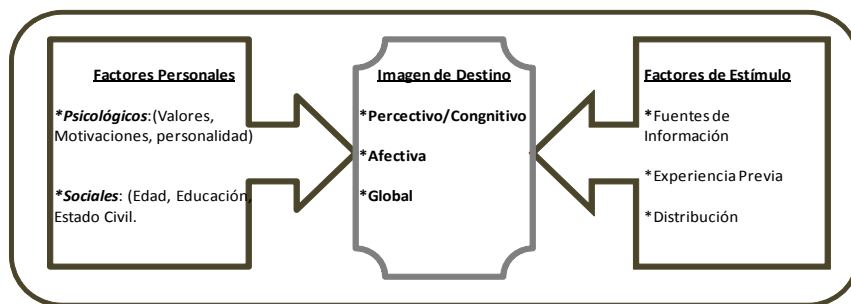 Factores Personales
*Psicológicos:(Valores,
Motivaciones, personalidad)
*Sociales: (Edad, Educación,
Estado Civil.
Imagen de Destino
*Percectivo/Congnitivo
*Afectiva
*Global
Factores de Estímulo
*Fuentes de
Información
*Experiencia Previa
*Distribución